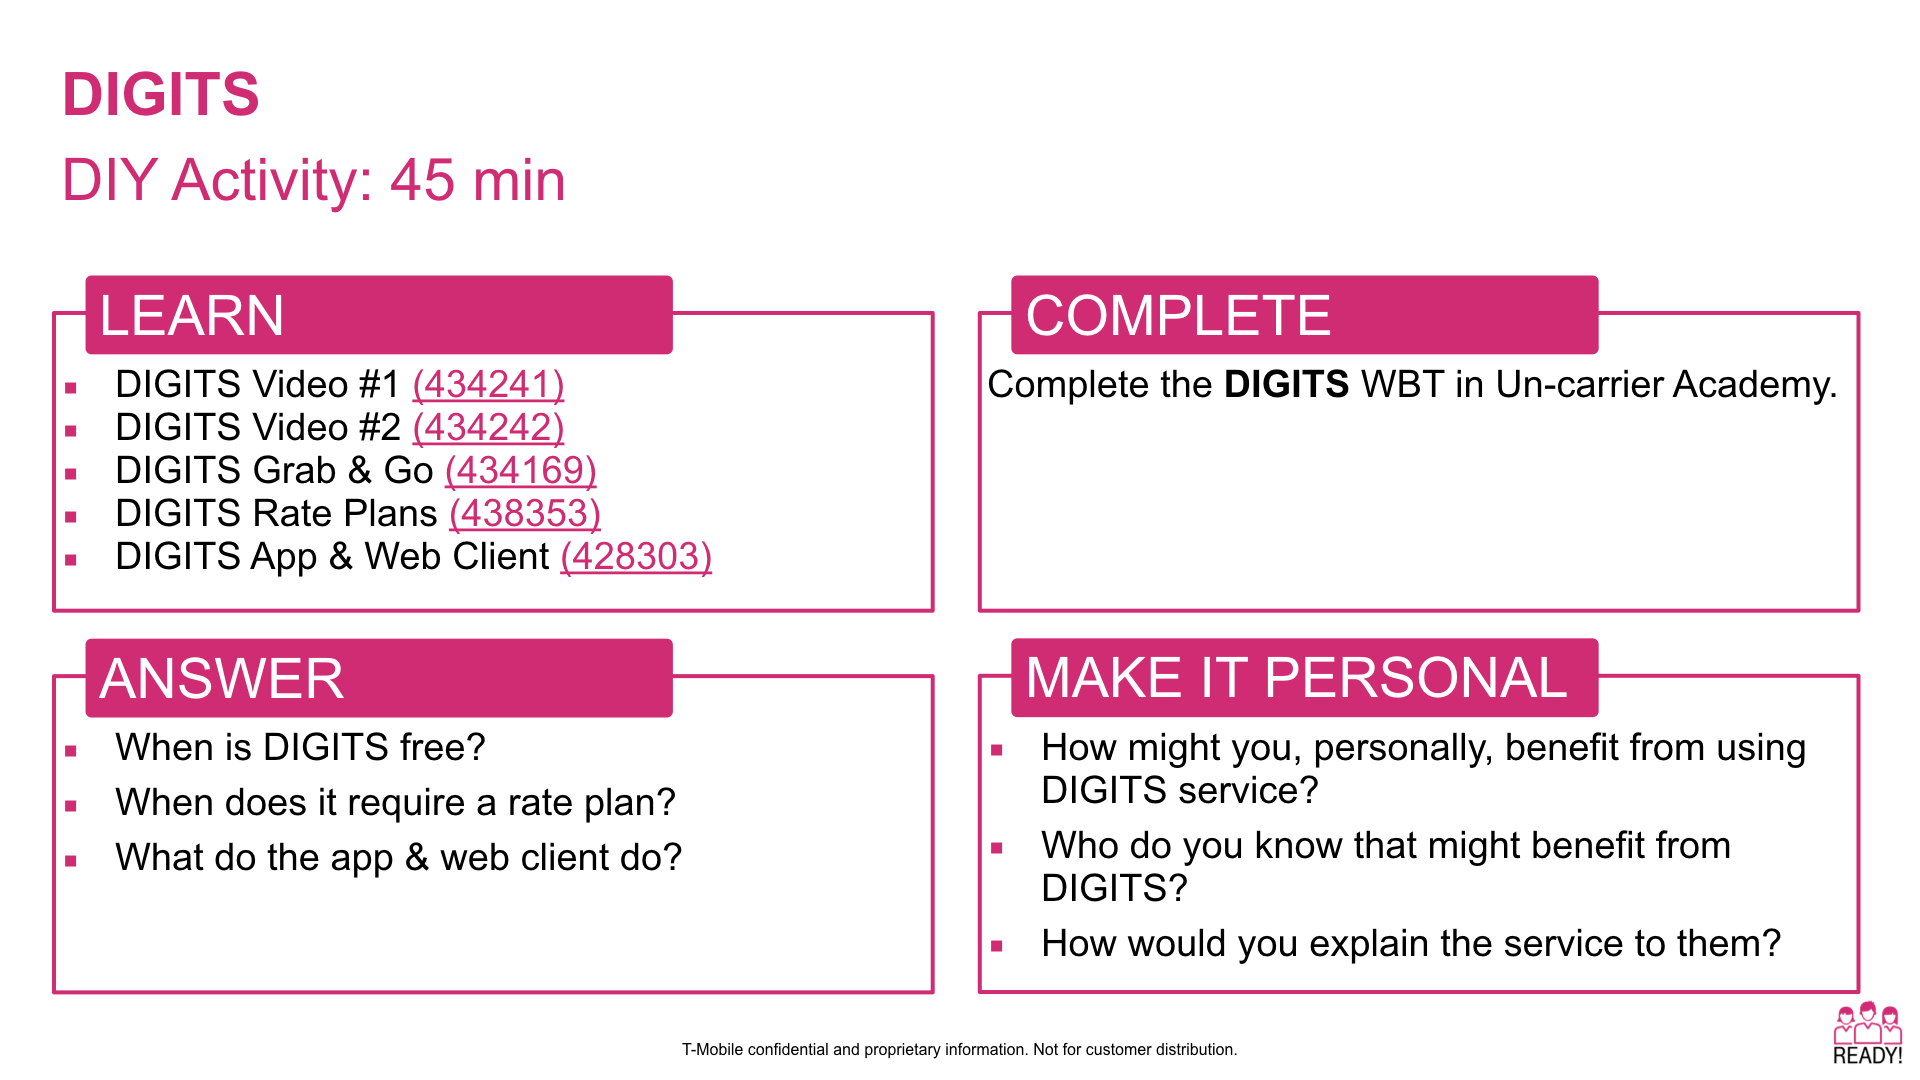 DIGITS
DIY Activity: 45 min
LEARN
▪ DIGITS Video #1 (434241)
▪ DIGITS Video #2 (434242)
▪ DIGITS Grab & Go (434169)
▪ DIGITS Rate Plans (438353)
▪ DIGITS App & Web Client (428303)
COMPLETE
Complete the DIGITS WBT in Un-carrier Academy.
ANSWER
▪ When is DIGITS free?
▪ When does it require a rate plan?
▪ What do the app & web client do?
MAKE IT PERSONAL
▪ How might you, personally, benefit from using
DIGITS service?
▪ Who do you know that might benefit from
DIGITS?
▪ How would you explain the service to them?
T-Mobile confidential and proprietary information. Not for customer distribution.
READY!